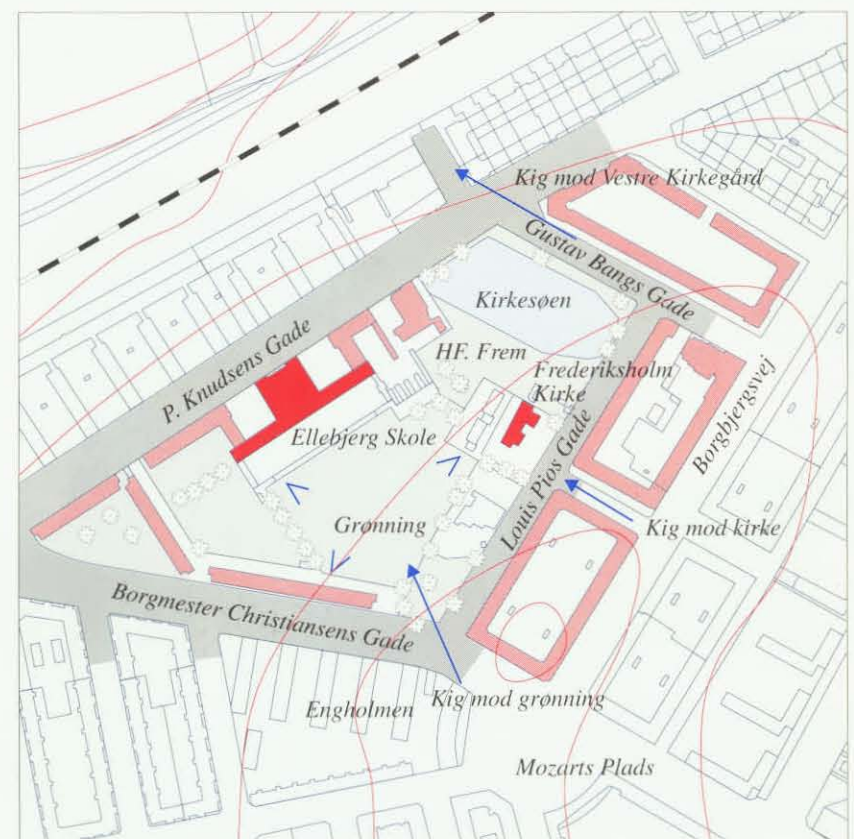 Kig mod Vestre Kirkegård
Gustav Bangs Gade
Kirkesøen
P. Knudsens Gade
HF. Frem
Frederiksholm
Kirke
Ellebjerg Skole
Louis Pios Gade
Borgbjergsvej
Grønning
Kig mod kirke
Borgmester Christiansens Gade
Engholmen
Kig mod grønning
Mozarts Plads